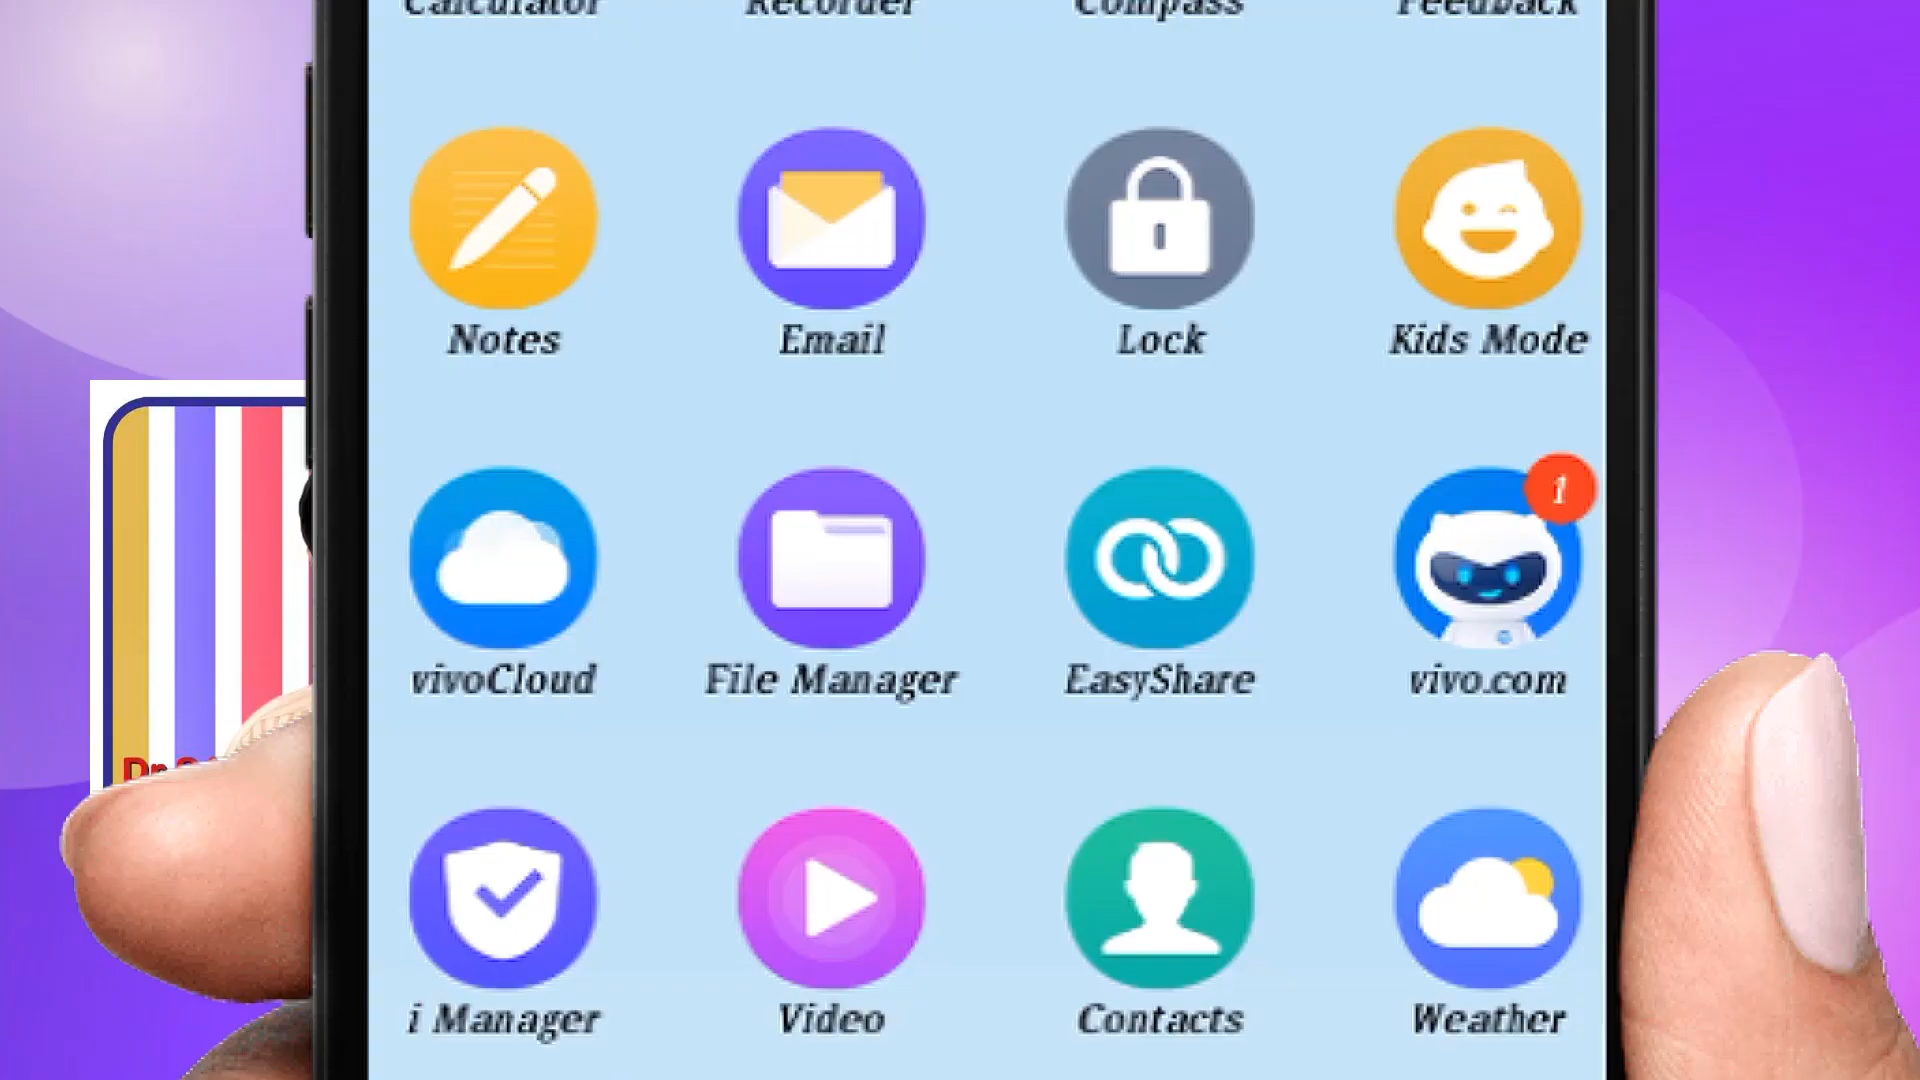 Calculator Recorder Compass Feedback
Notes Email Lock Kids Mode
1
vivoCloud File Manager EasyShare vivo.com
i Manager Video Contacts Weather